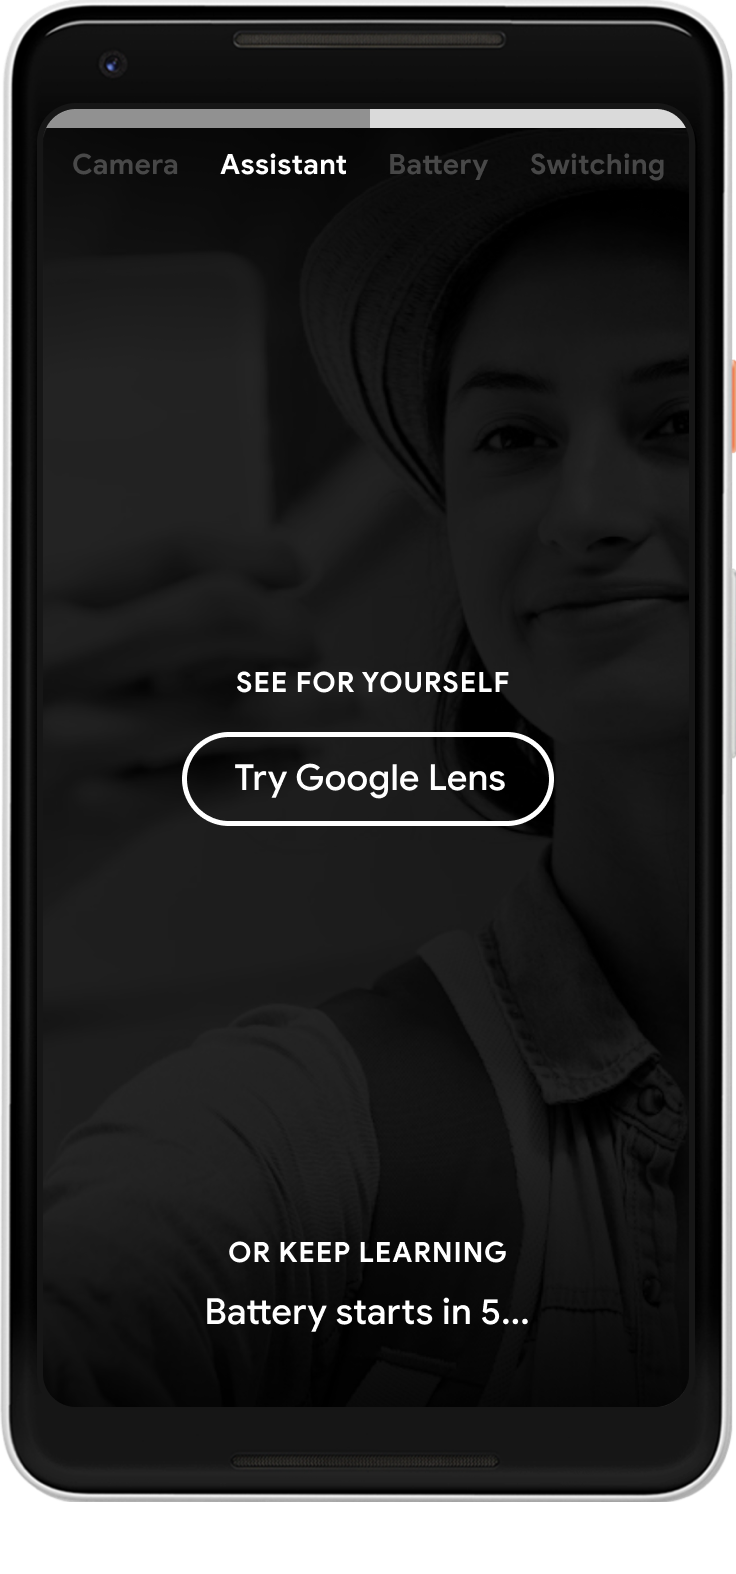 Camera Assistant Battery Switching
SEE FOR YOURSELF
Try Google Lens
OR KEEP LEARNING
Battery starts in 5...